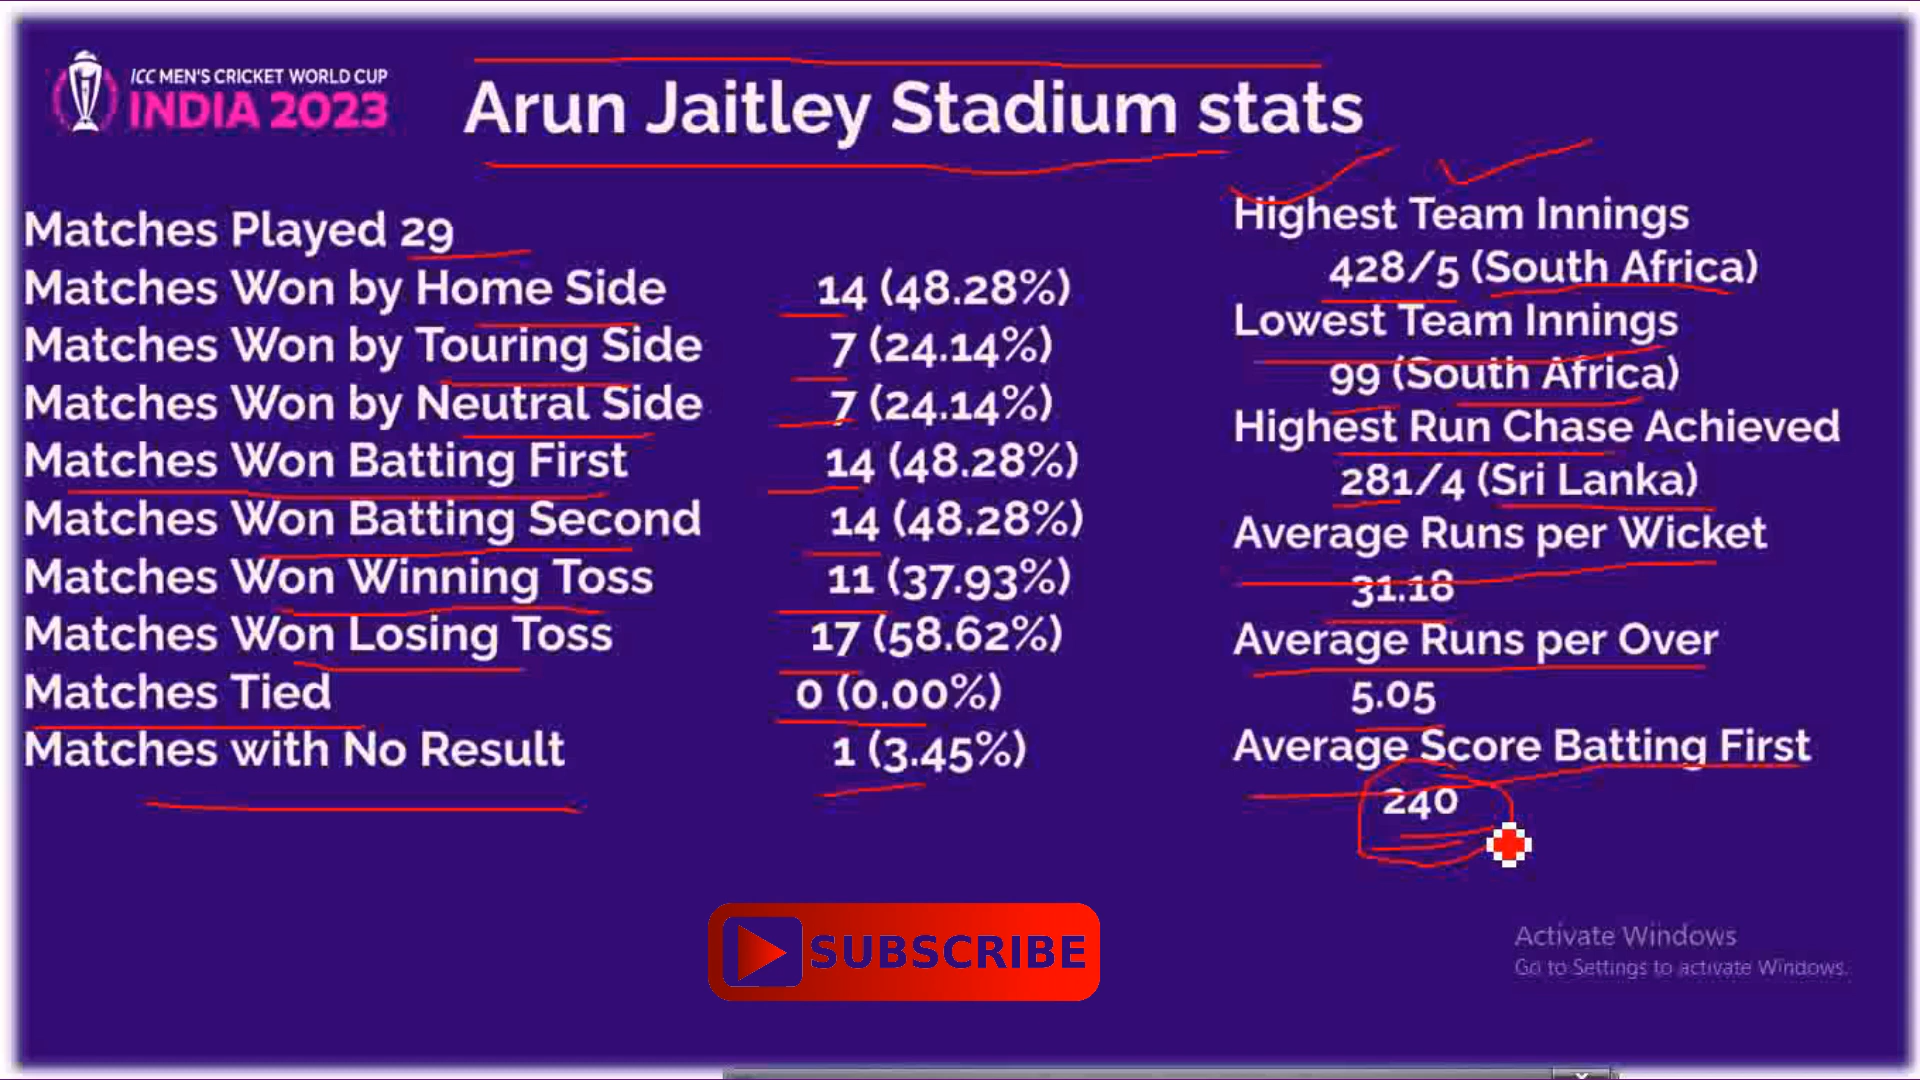 ICC MEN'S CRICKET WORLD CUP
INDIA 2023
Arun Jaitley Stadium stats
Matches Played 29
Matches Won by Home Side 14 (48.28%)
Matches Won by Touring Side 7 (24.14%)
Matches Won by Neutral Side 7 (24.14%)
Matches Won Batting First 14 (48.28%)
Matches Won Batting Second 14 (48.28%)
Matches Won Winning Toss 11 (37.93%)
Matches Won Losing Toss 17 (58.62%)
Matches Tied 0 (0.00%)
Matches with No Result 1 (3.45%)
Highest Team Innings
428/5 (South Africa)
Lowest Team Innings
99 (South Africa)
Highest Run Chase Achieved
281/4 (Sri Lanka)
Average Runs per Wicket
31.18
Average Runs per Over
5.05
Average Score Batting First
240
SUBSCRIBE
Activate Windows
Go to Settings to activate Windows.